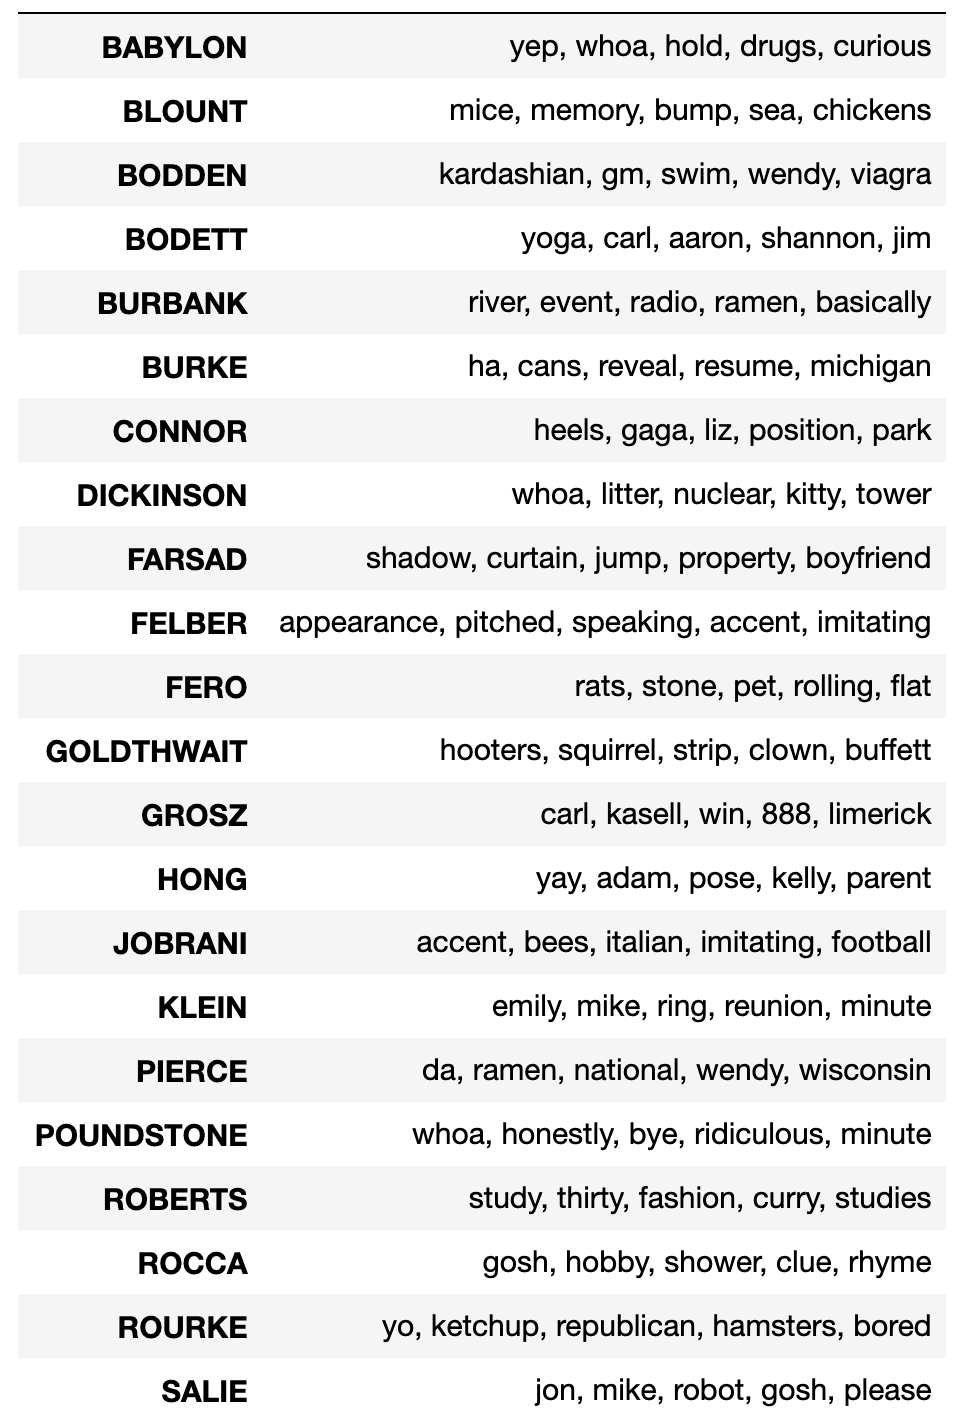 BABYLON yep, whoa, hold, drugs, curious
BLOUNT mice, memory, bump, sea, chickens
BODDEN kardashian, gm, swim, wendy, viagra
BODETT yoga, carl, aaron, shannon, jim
BURBANK river, event, radio, ramen, basically
BURKE ha, cans, reveal, resume, michigan
CONNOR heels, gaga, liz, position, park
DICKINSON whoa, litter, nuclear, kitty, tower
FARSAD shadow, curtain, jump, property, boyfriend
FELBER appearance, pitched, speaking, accent, imitating
FERO rats, stone, pet, rolling, flat
GOLDTHWAIT hooters, squirrel, strip, clown, buffett
GROSZ carl, kasell, win, 888, limerick
HONG yay, adam, pose, kelly, parent
JOBRANI accent, bees, italian, imitating, football
KLEIN emily, mike, ring, reunion, minute
PIERCE da, ramen, national, wendy, wisconsin
POUNDSTONE whoa, honestly, bye, ridiculous, minute
ROBERTS study, thirty, fashion, curry, studies
ROCCA gosh, hobby, shower, clue, rhyme
ROURKE yo, ketchup, republican, hamsters, bored
SALIE jon, mike, robot, gosh, please